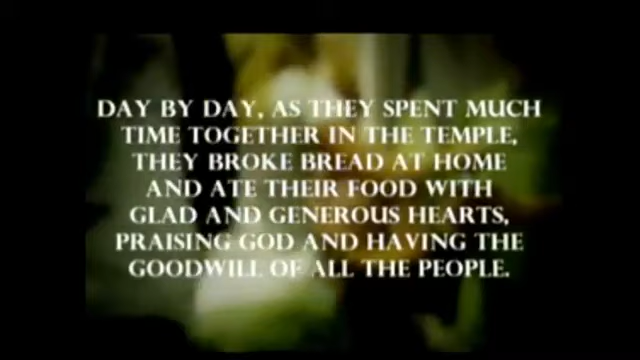 DAY BY DAY, AS THEY SPENT MUCH
TIME TOGETHER IN THE TEMPLE,
THEY BROKE BREAD AT HOME
AND ATE THEIR FOOD WITH
GLAD AND GENEROUS HEARTS,
PRAISING GOD AND HAVING THE
GOODWILL OF ALL THE PEOPLE.